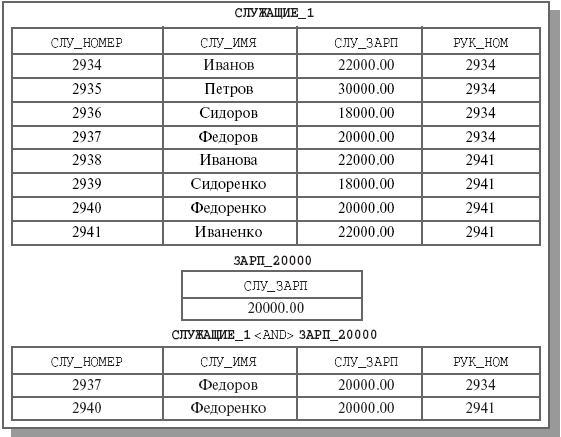 СЛУЖАЩИЕ_1
СЛУ_НОМЕР СЛУ_ИМЯ СЛУ_ЗАРП РУК_НОМ
2934 Иванов 22000.00 2934
2935 Петров 30000.00 2934
2936 Сидоров 18000.00 2934
2937 Федоров 20000.00 2934
2938 Иванова 22000.00 2941
2939 Сидоренко 18000.00 2941
2940 Федоренко 20000.00 2941
2941 Иваненко 22000.00 2941
ЗАРП_20000
СЛУ_ЗАРП
20000.00
СЛУЖАЩИЕ_1 <AND> ЗАРП_20000
СЛУ_НОМЕР СЛУ_ИМЯ СЛУ_ЗАРП РУК_НОМ
2937 Федоров 20000.00 2934
2940 Федоренко 20000.00 2941